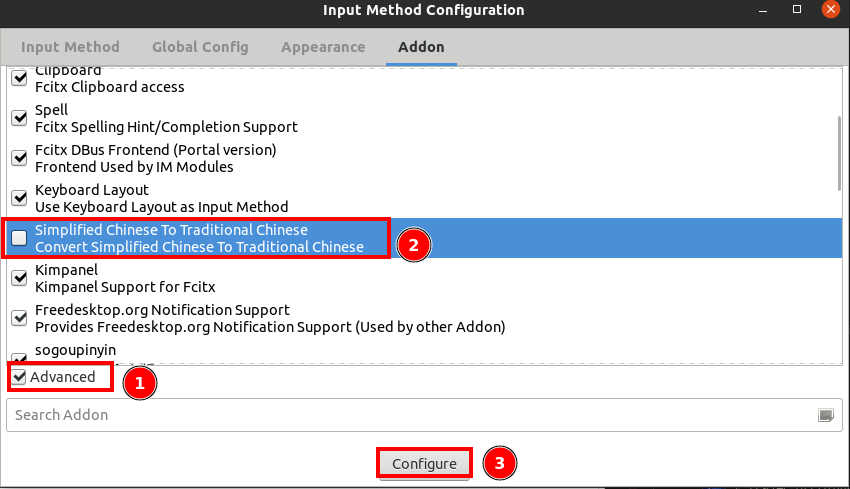 Input Method Configuration
Input Method Global Config Appearance Addon
Clipboard
Fcitx Clipboard access
Spell
Fcitx Spelling Hint/Completion Support
Fcitx DBus Frontend (Portal version)
Frontend Used by IM Modules
Keyboard Layout
Use Keyboard Layout as Input Method
Simplified Chinese To Traditional Chinese
Convert Simplified Chinese To Traditional Chinese
2
Kimpanel
Kimpanel Support for Fcitx
Freedesktop.org Notification Support
Provides Freedesktop.org Notification Support (Used by other Addon)
sogoupinyin
Advanced
1
Search Addon
Configure
3